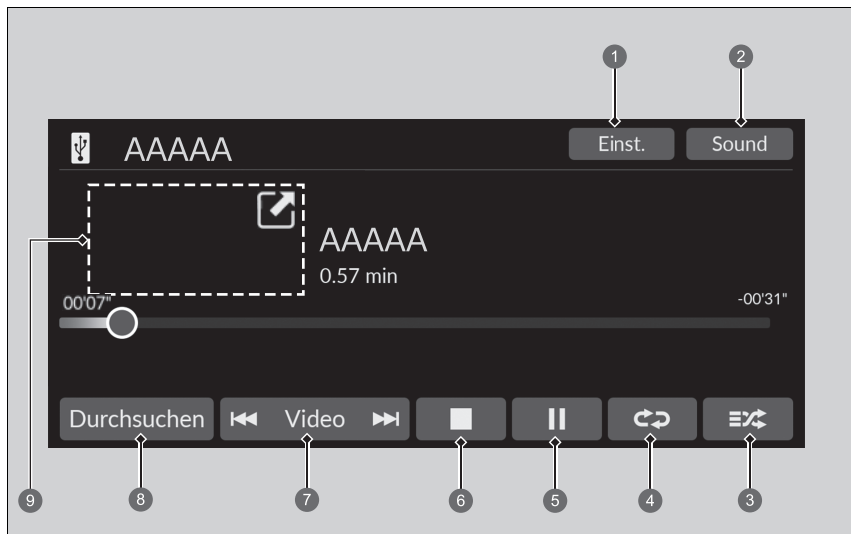 1 2
AAAAA Einst. Sound
AAAAA
0.57 min
00'07" -00'31"
Durchsuchen Video
9 8 7 6 5 4 3